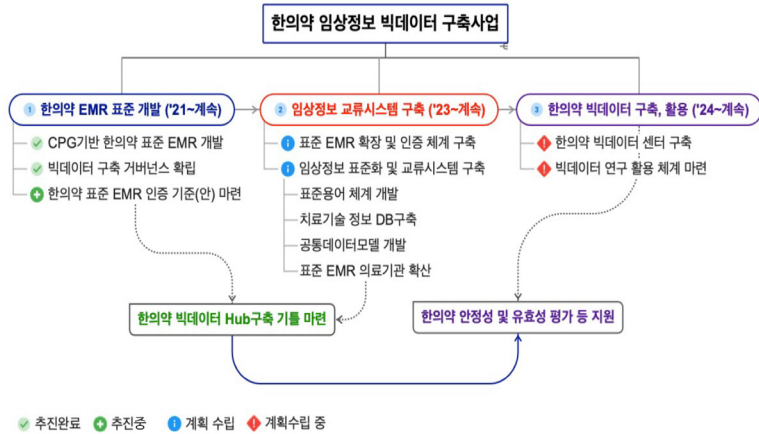 한의약 임상정보 빅데이터 구축사업
1 한의약 EMR 표준 개발 ('21~계속)
CPG기반 한의약 표준 EMR 개발
빅데이터 구축 거버넌스 확립
한의약 표준 EMR 인증 기준(안) 마련
2 임상정보 교류시스템 구축 ('23~계속)
표준 EMR 확장 및 인증 체계 구축
임상정보 표준화 및 교류시스템 구축
표준용어 체계 개발
치료기술 정보 DB구축
공통데이터모델 개발
표준 EMR 의료기관 확산
3 한의약 빅데이터 구축, 활용 ('24~계속)
한의약 빅데이터 센터 구축
빅데이터 연구 활용 체계 마련
한의약 빅데이터 Hub구축 기틀 마련
한의약 안정성 및 유효성 평가 등 지원
추진완료 추진중 계획 수립 계획수립 중